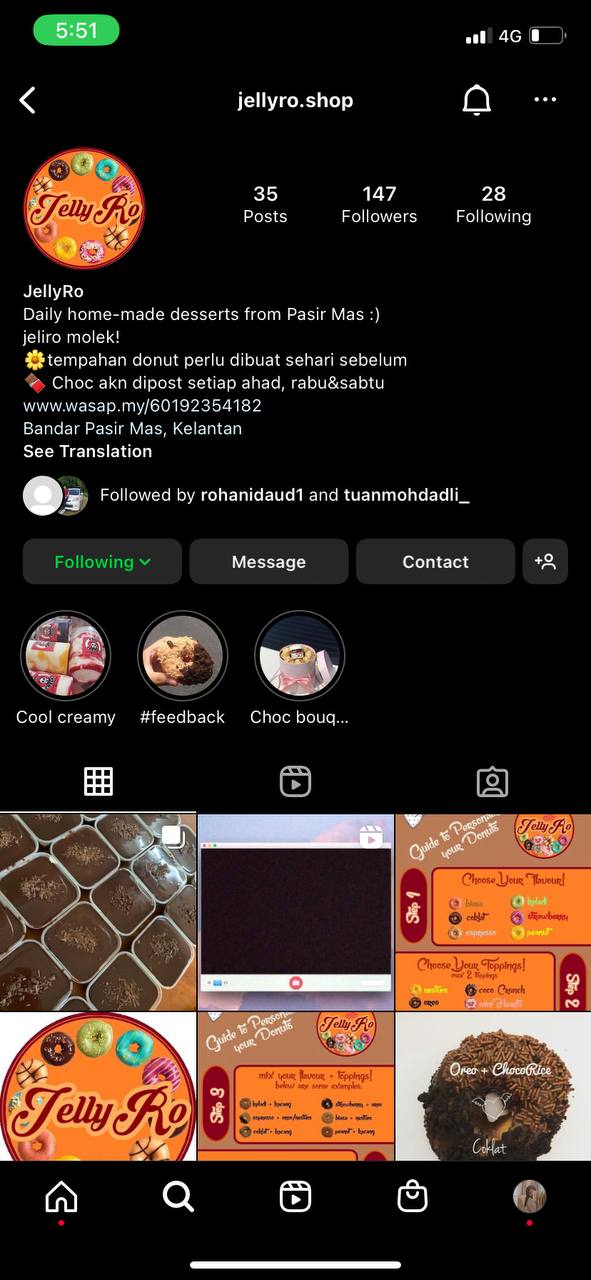 5:51
4G
jellyro.shop
Jelly Ro
35
Posts
147
Followers
28
Following
JellyRo
Daily home-made desserts from Pasir Mas :)
jeliro molek!
🌼tempahan donut perlu dibuat sehari sebelum
🍫 Choc akn dipost setiap ahad, rabu&sabtu
www.wasap.my/60192354182
Bandar Pasir Mas, Kelantan
See Translation
Followed by rohanidaud1 and tuanmohdadli_
Following
Message
Contact
Cool creamy
#feedback
Choc bouq...
Guide to Persona
your Donuts
Jelly Ro
Step 1
Choose Your Flavour!
biasa
keladi
coklat
strawberry
espresso
peanut
Choose Your Toppings!
mix 2 Toppings
nestum
coco Crunch
oreo
mini Hearts
Step 2
Jelly Ro
Guide to Persona
your Donuts
Jelly Ro
Step 3
mix your flavour + toppings!
below are some examples:
keladi + kacang
strawberry + oreo
espresso + oreo/nestum
biasa + nestum
coklat + kacang
peanut + kacang
Oreo + ChocoRice
Coklat